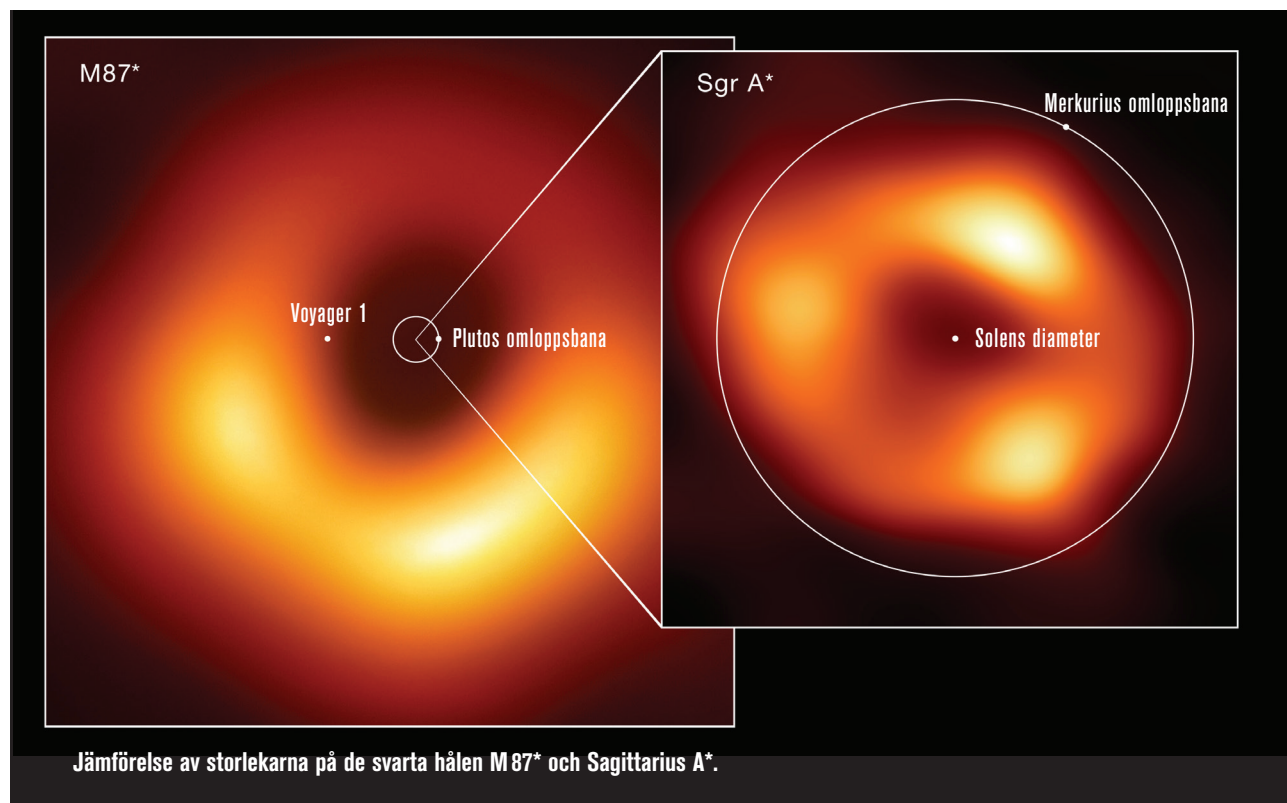 M87*
Sgr A*
Merkurius omloppsbana
Voyager 1
Plutos omloppsbana
Solens diameter
Jämförelse av storlekarna på de svarta hålen M 87* och Sagittarius A*.